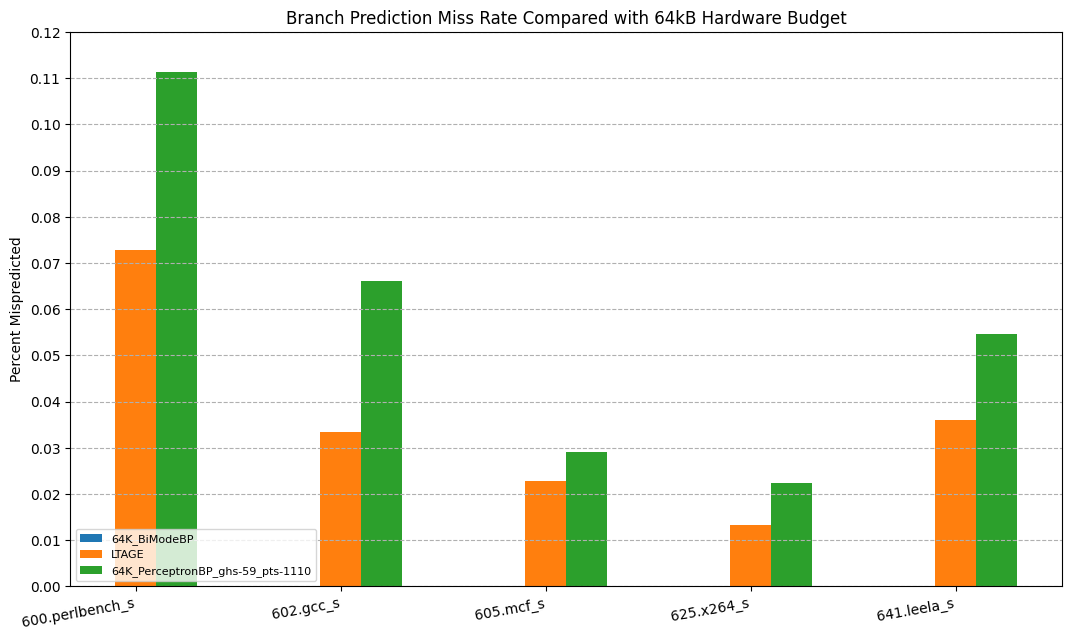 Branch Prediction Miss Rate Compared with 64kB Hardware Budget
Percent Mispredicted
0.12
0.11
0.10
0.09
0.08
0.07
0.06
0.05
0.04
0.03
0.02
0.01
0.00
64K_BiModeBP
LTAGE
64K_PerceptronBP_ghs-59_pts-1110
600.perlbench_s
602.gcc_s
605.mcf_s
625.x264_s
641.leela_s